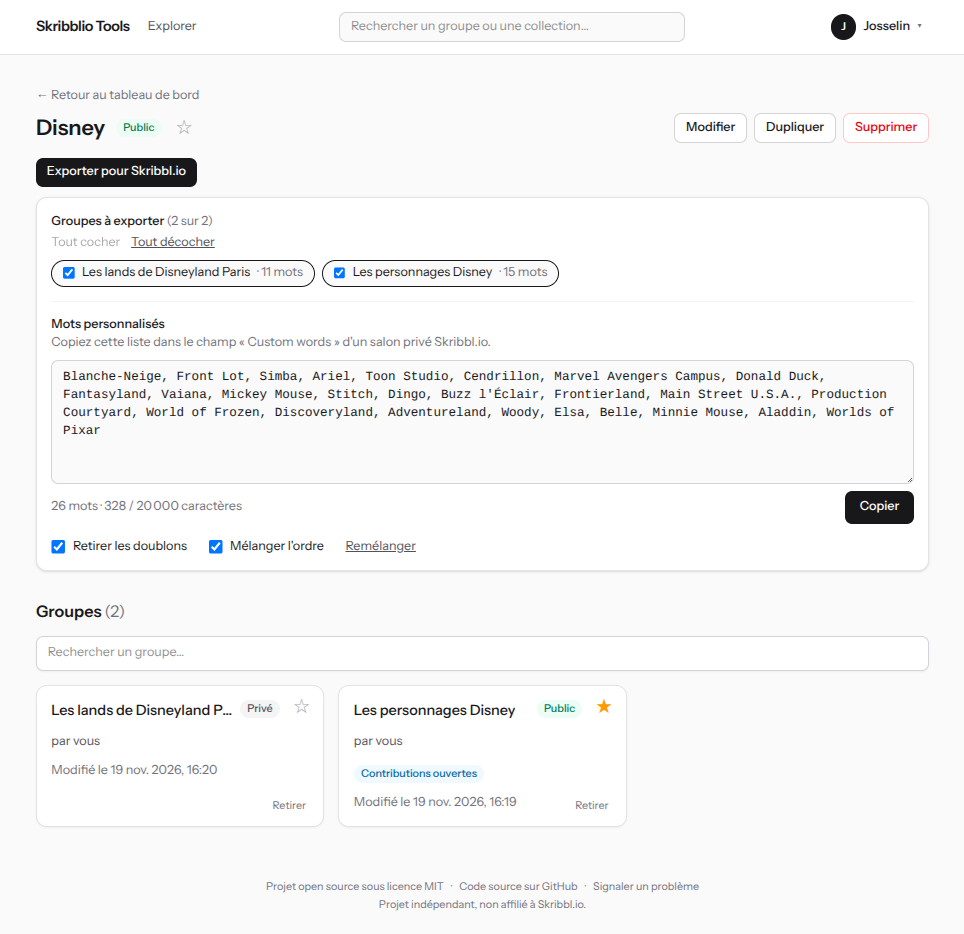 Skribblio Tools Explorer Rechercher un groupe ou une collection... J Josselin
← Retour au tableau de bord
Disney Public ☆ Modifier Dupliquer Supprimer
Exporter pour Skribbl.io
Groupes à exporter (2 sur 2)
Tout cocher Tout décocher
Les lands de Disneyland Paris · 11 mots Les personnages Disney · 15 mots
Mots personnalisés
Copiez cette liste dans le champ « Custom words » d'un salon privé Skribbl.io.
Blanche-Neige, Front Lot, Simba, Ariel, Toon Studio, Cendrillon, Marvel Avengers Campus, Donald Duck,
Fantasyland, Vaiana, Mickey Mouse, Stitch, Dingo, Buzz l'Éclair, Frontierland, Main Street U.S.A., Production
Courtyard, World of Frozen, Discoveryland, Adventureland, Woody, Elsa, Belle, Minnie Mouse, Aladdin, Worlds of
Pixar
26 mots · 328 / 20 000 caractères Copier
Retirer les doublons Mélanger l'ordre Remélanger
Groupes (2)
Rechercher un groupe...
Les lands de Disneyland P... Privé ☆ Les personnages Disney Public ★
par vous par vous
Modifié le 19 nov. 2026, 16:20 Contributions ouvertes
Modifié le 19 nov. 2026, 16:19
Retirer Retirer
Projet open source sous licence MIT · Code source sur GitHub · Signaler un problème
Projet indépendant, non affilié à Skribbl.io.